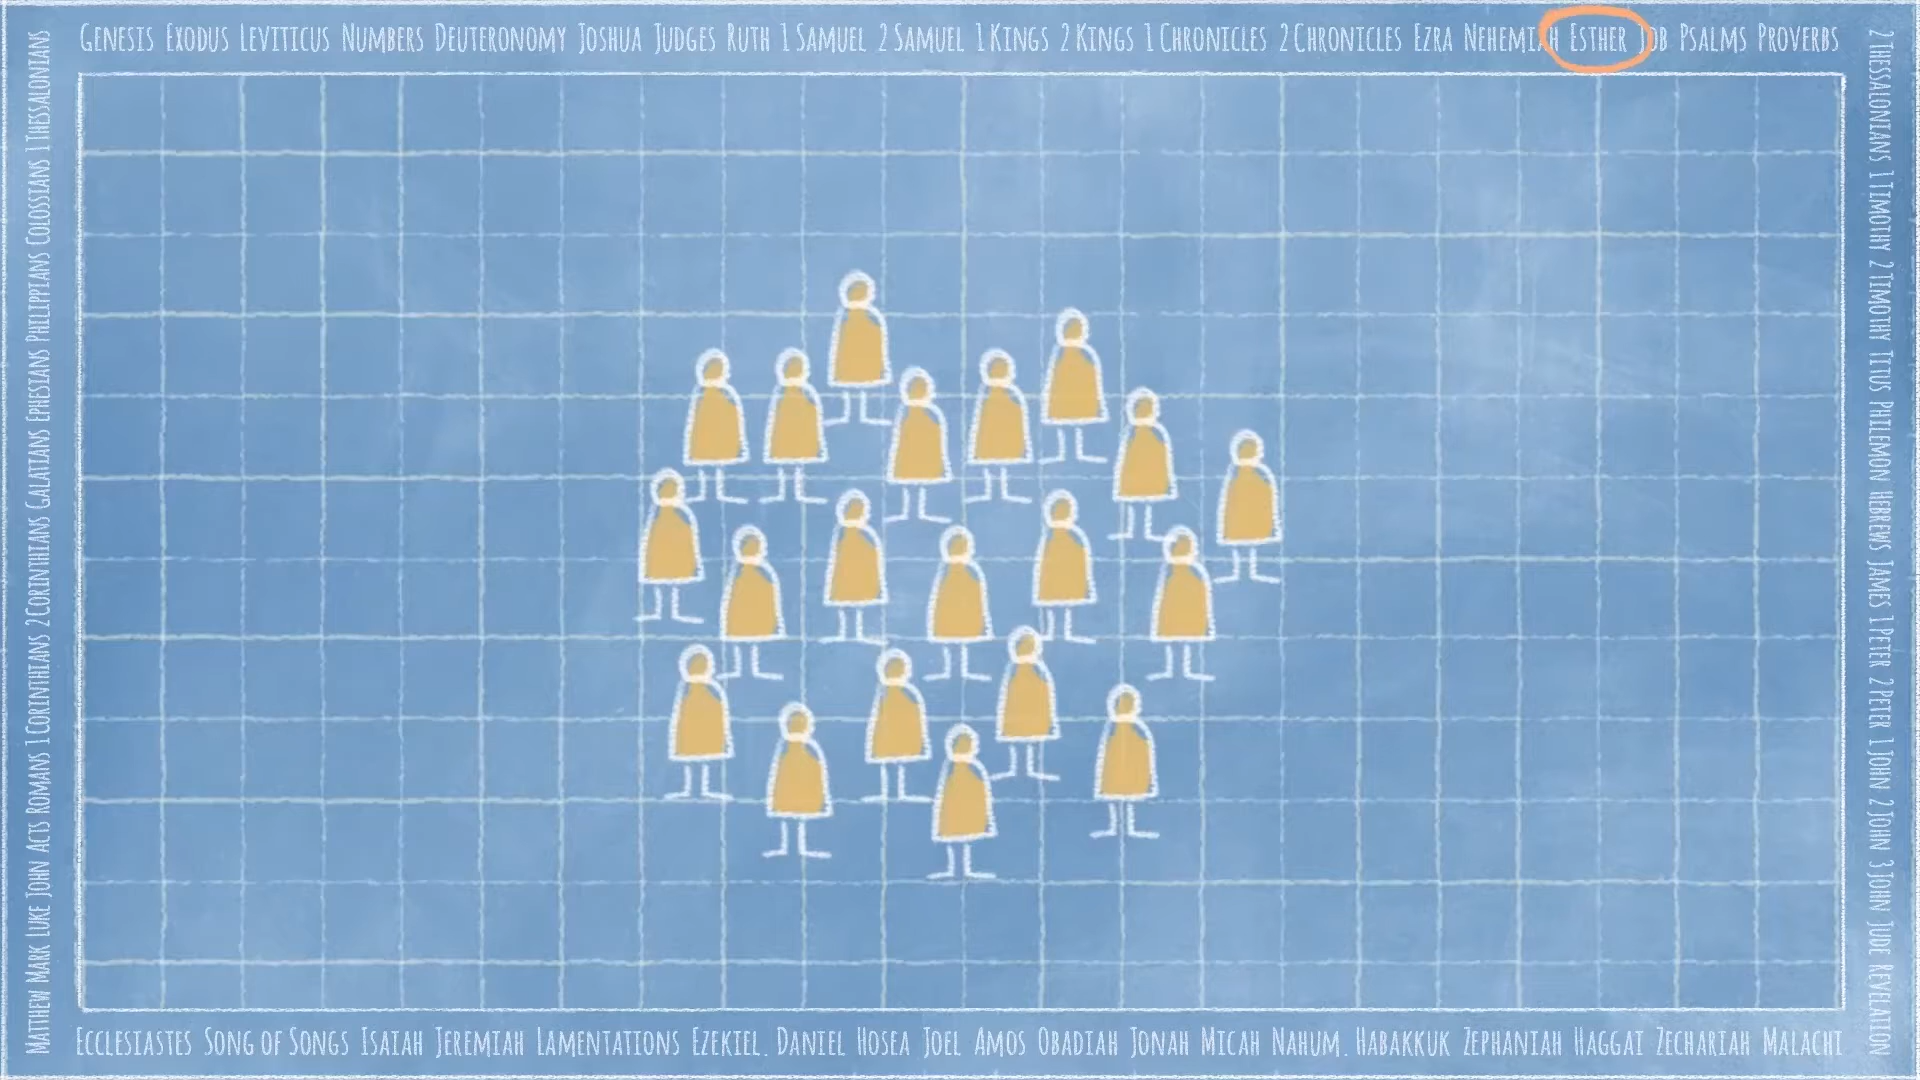 Genesis Exodus Leviticus Numbers Deuteronomy Joshua Judges Ruth 1 Samuel 2 Samuel 1 Kings 2 Kings 1 Chronicles 2 Chronicles Ezra Nehemiah Esther Job Psalms Proverbs
Matthew Mark Luke John Acts Romans 1 Corinthians 2 Corinthians Galatians Ephesians Philippians Colossians 1 Thessalonians
2 Thessalonians 1 Timothy 2 Timothy Titus Philemon Hebrews James 1 Peter 2 Peter 1 John 2 John 3 John Jude Revelation
Ecclesiastes Song of Songs Isaiah Jeremiah Lamentations Ezekiel. Daniel Hosea Joel Amos Obadiah Jonah Micah Nahum. Habakkuk Zephaniah Haggai Zechariah Malachi